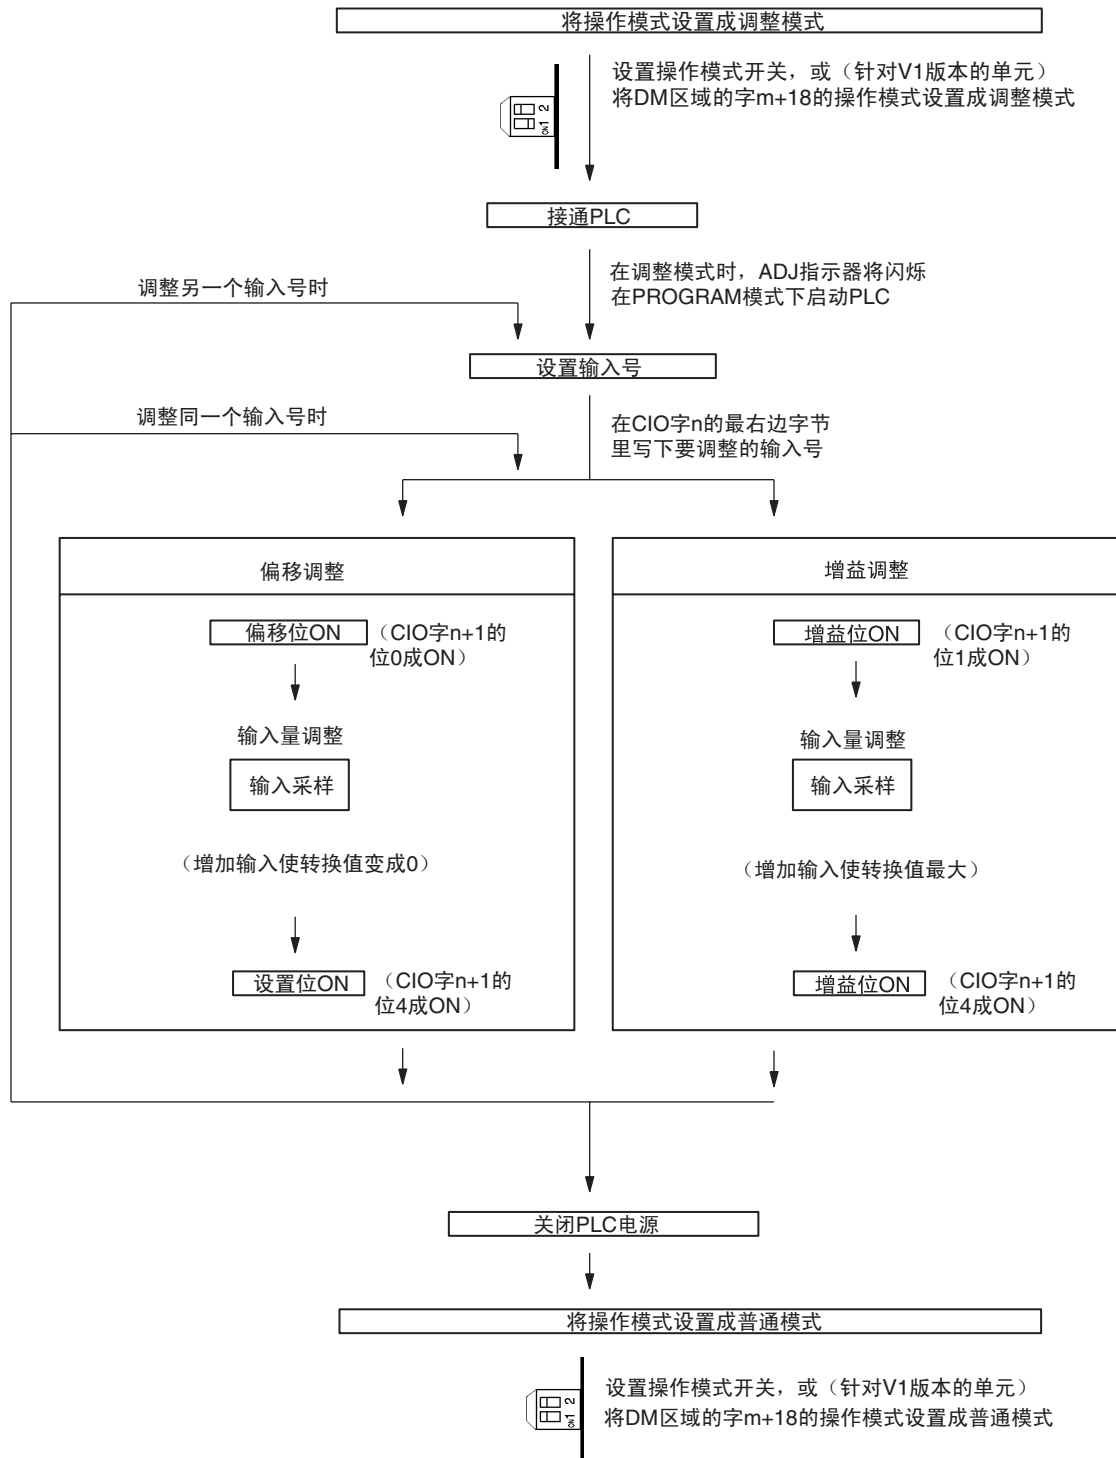 将操作模式设置成调整模式
设置操作模式开关，或（针对V1版本的单元）
将DM区域的字m+18的操作模式设置成调整模式
ON 1 2
接通PLC
在调整模式时，ADJ指示器将闪烁
在PROGRAM模式下启动PLC
调整另一个输入号时
设置输入号
调整同一个输入号时
在CIO字n的最右边字节
里写下要调整的输入号
偏移调整
偏移位ON
（CIO字n+1的
位0成ON）
输入量调整
输入采样
（增加输入使转换值变成0）
设置位ON
（CIO字n+1的
位4成ON）
增益调整
增益位ON
（CIO字n+1的
位1成ON）
输入量调整
输入采样
（增加输入使转换值最大）
增益位ON
（CIO字n+1的
位4成ON）
关闭PLC电源
将操作模式设置成普通模式
设置操作模式开关，或（针对V1版本的单元）
将DM区域的字m+18的操作模式设置成普通模式
ON 1 2